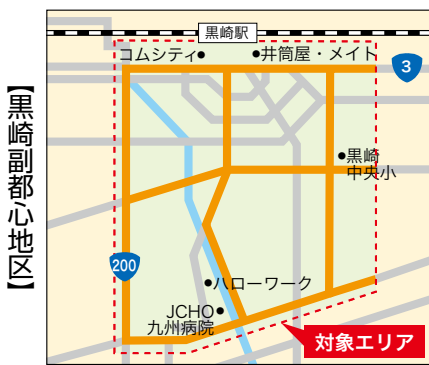 【黒崎副都心地区】
黒崎駅
コムシティ
井筒屋・メイト
3
黒崎
中央小
200
ハローワーク
JCHO
九州病院
対象エリア